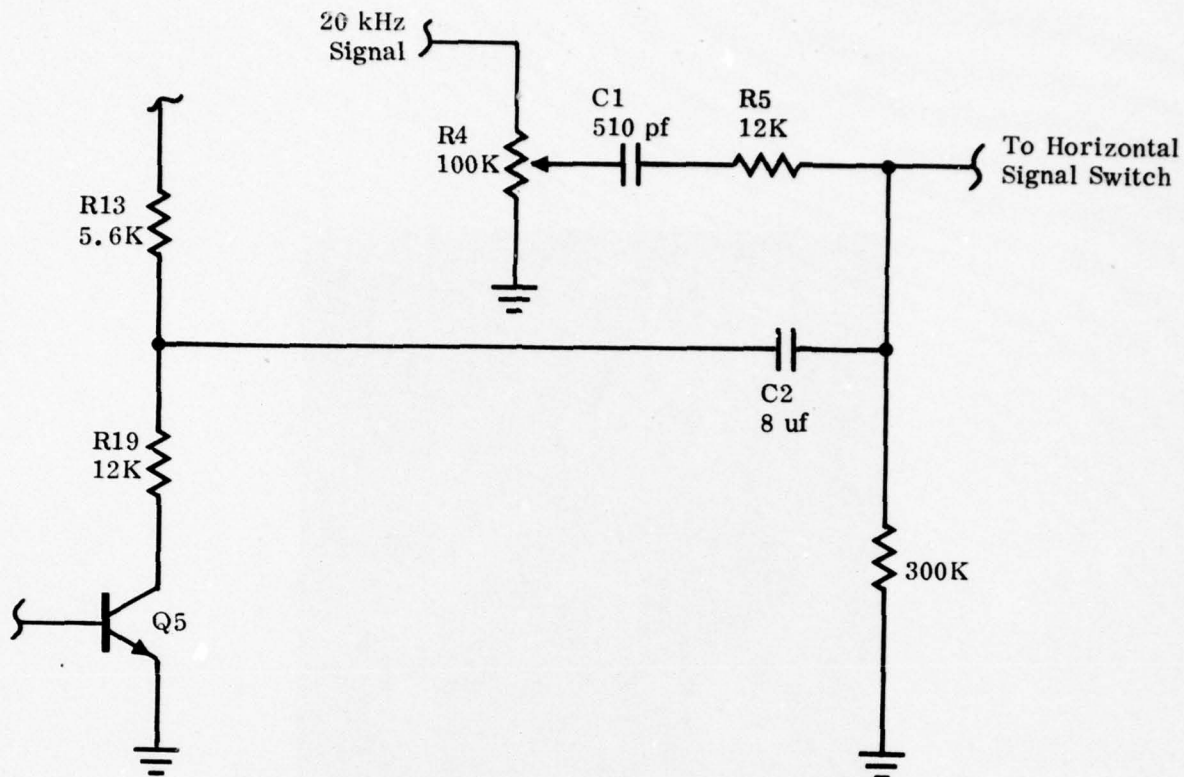 20 kHz
Signal
C1
510 pf
R5
12K
R4
100K
To Horizontal
Signal Switch
R13
5.6K
C2
8 uf
R19
12K
300K
Q5